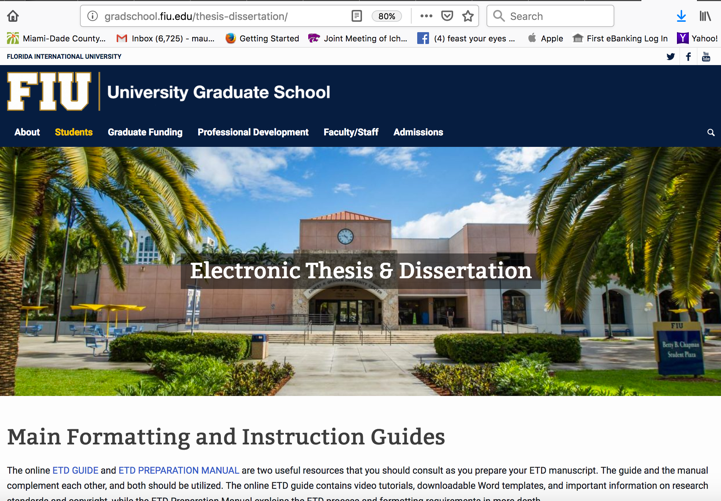 gradschool.fiu.edu/thesis-dissertation/ 80% Search
Miami-Dade County... Inbox (6,725) - mau... Getting Started Joint Meeting of Ich... (4) feast your eyes ... Apple First eBanking Log In Yahoo!
FLORIDA INTERNATIONAL UNIVERSITY
FIU University Graduate School
About Students Graduate Funding Professional Development Faculty/Staff Admissions
Electronic Thesis & Dissertation
FIU
Betty B. Chapman
Student Plaza
Main Formatting and Instruction Guides
The online ETD GUIDE and ETD PREPARATION MANUAL are two useful resources that you should consult as you prepare your ETD manuscript. The guide and the manual
complement each other, and both should be utilized. The online ETD guide contains video tutorials, downloadable Word templates, and important information on research
standards and copyright, while the ETD Preparation Manual explains the ETD process and formatting requirements in more depth.